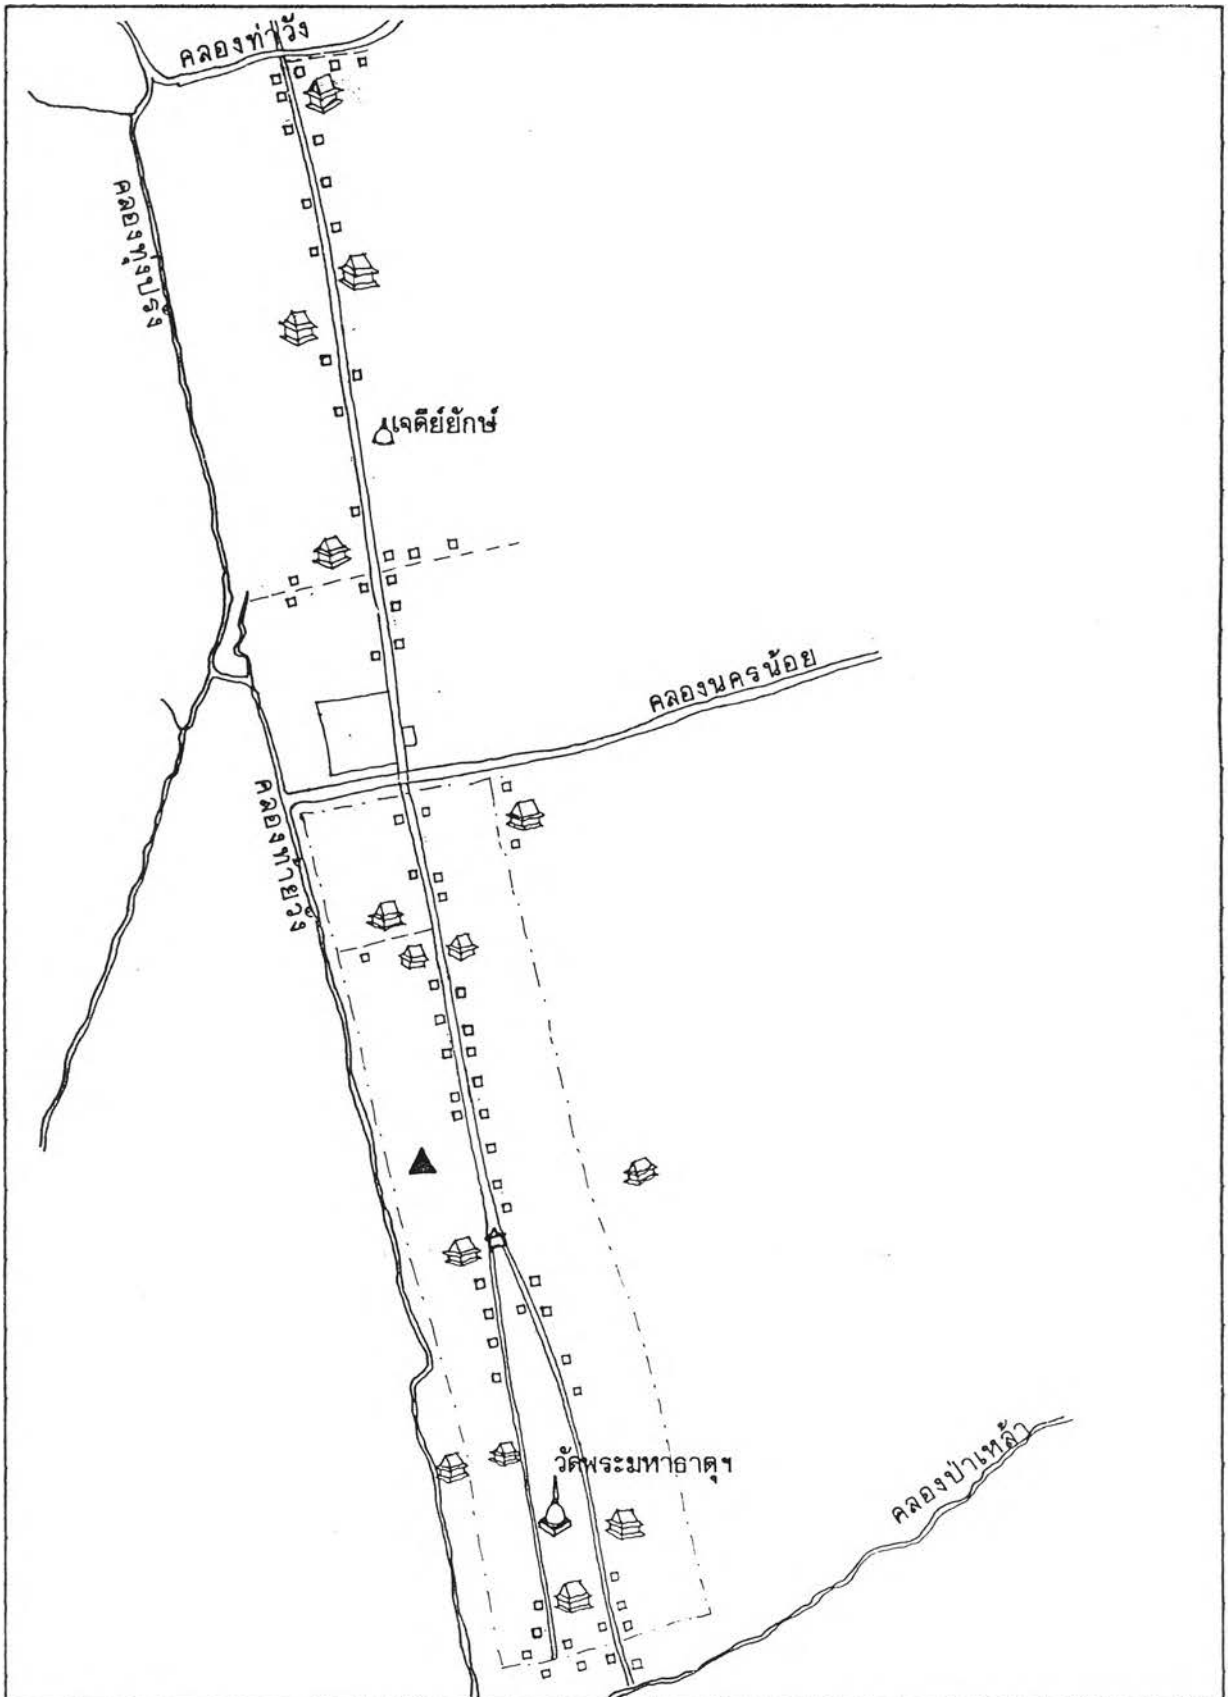 คลองท่าวัง
คลองทุ่งปรัง
เจดีย์ยักษ์
คลองนครน้อย
คลองท้ายวัง
วัดพระมหาธาตุฯ
คลองป่าเหล้า